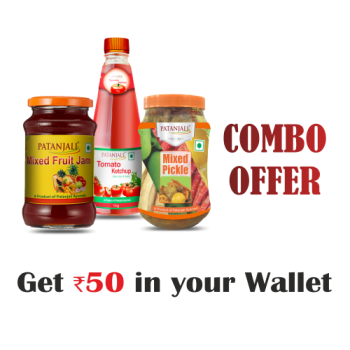 PATANJALI
Mixed Fruit Jam
PATANJALI
Tomato
Ketchup
PATANJALI
Mixed
Pickle
COMBO
OFFER
Get ₹50 in your Wallet